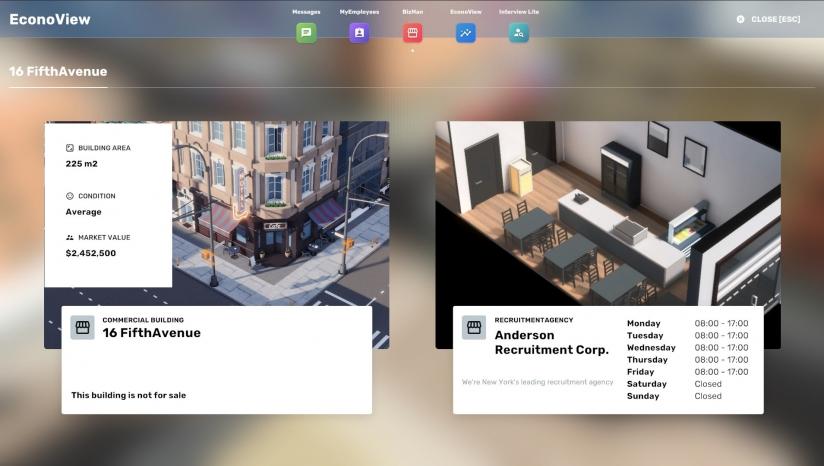 EconoView
Messages
MyEmployees
BizMan
EconoView
Interview Lite
CLOSE [ESC]
16 FifthAvenue
BUILDING AREA
225 m2
CONDITION
Average
MARKET VALUE
$2,452,500
COMMERCIAL BUILDING
16 FifthAvenue
This building is not for sale
RECRUITMENTAGENCY
Anderson
Recruitment Corp.
We're New York's leading recruitment agency
Monday 08:00 - 17:00
Tuesday 08:00 - 17:00
Wednesday 08:00 - 17:00
Thursday 08:00 - 17:00
Friday 08:00 - 17:00
Saturday Closed
Sunday Closed